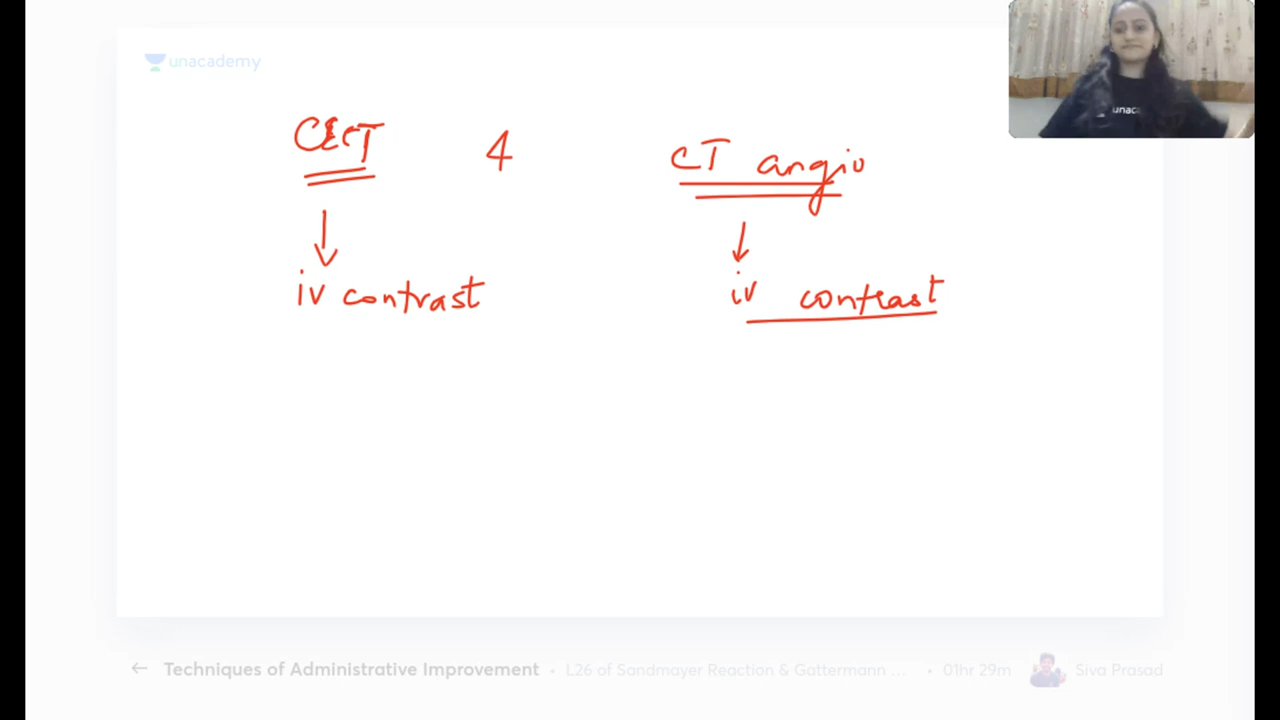 unacademy
CECT 4 CT angio
iv contrast iv contrast
unac
← Techniques of Administrative Improvement • L26 of Sandmayer Reaction & Gattermann ... • 01hr 29m Siva Prasad